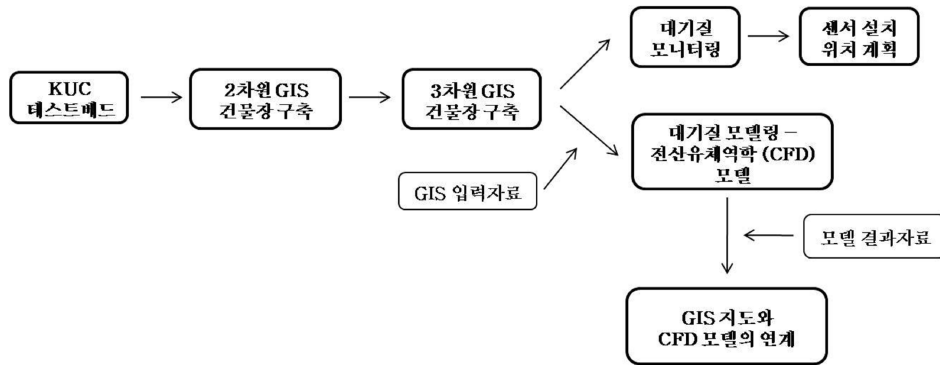 KUC
테스트베드
2차원 GIS
건물장 구축
3차원 GIS
건물장 구축
대기질
모니터링
센서 설치
위치 계획
대기질 모델링 –
전산유체역학 (CFD)
모델
GIS 입력자료
모델 결과자료
GIS 지도와
CFD 모델의 연계